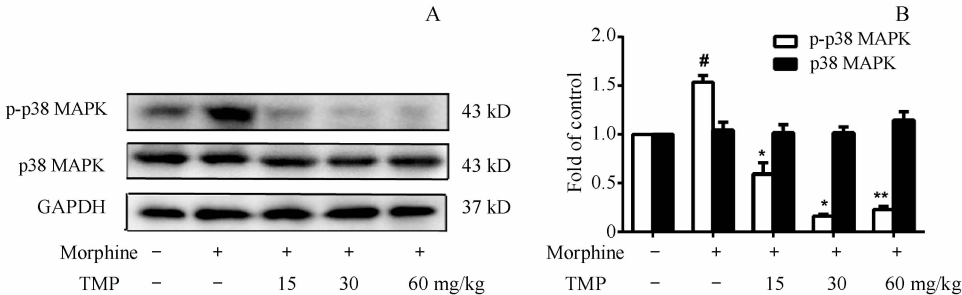 A
p-p38 MAPK 43 kD
p38 MAPK 43 kD
GAPDH 37 kD
Morphine − + + + +
TMP − − 15 30 60 mg/kg
B
2.0
1.5
1.0
0.5
0
Fold of control
p-p38 MAPK
p38 MAPK
#
*
*
**
Morphine − + + + +
TMP − − 15 30 60 mg/kg